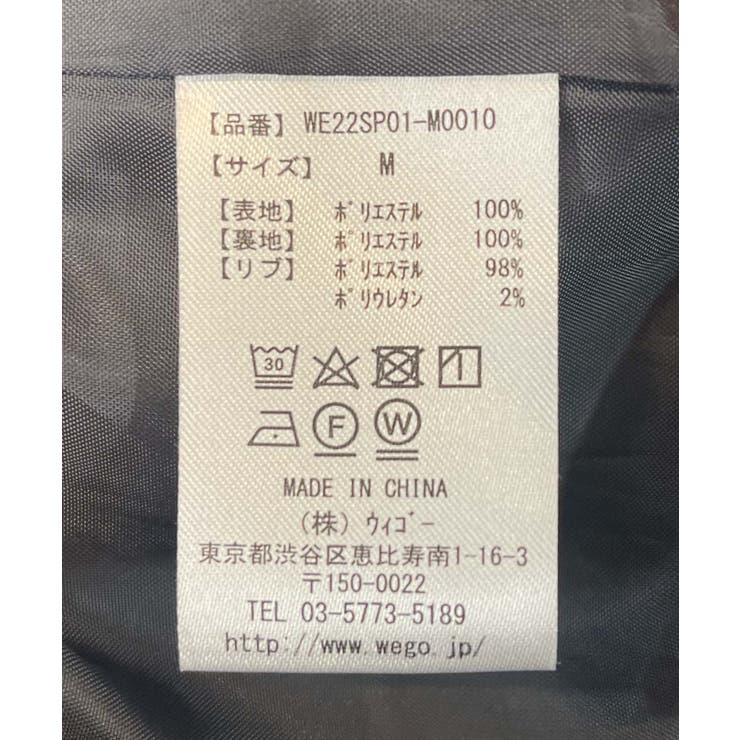 【品番】 WE22SP01-M0010
【サイズ】 M
【表地】 ﾎﾟﾘｴｽﾃﾙ 100%
【裏地】 ﾎﾟﾘｴｽﾃﾙ 100%
【リブ】 ﾎﾟﾘｴｽﾃﾙ 98%
ﾎﾟﾘｳﾚﾀﾝ 2%
30
F W
MADE IN CHINA
(株) ｳｨｺﾞｰ
東京都渋谷区恵比寿南1-16-3
〒150-0022
TEL 03-5773-5189
http://www.wego.jp/